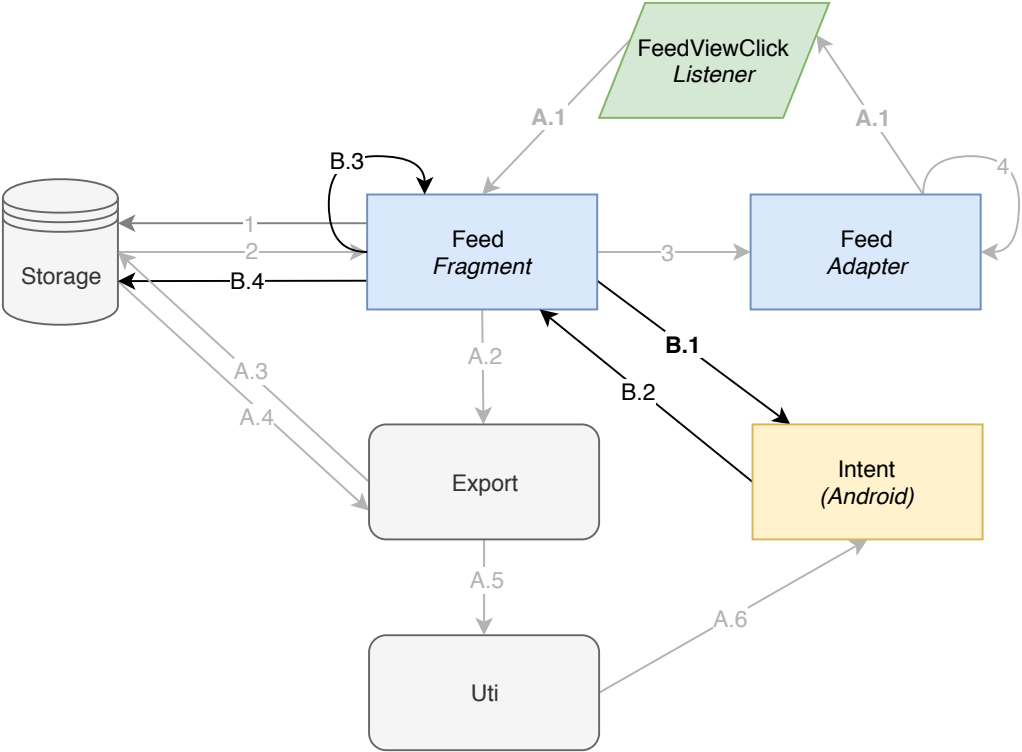 FeedViewClick
Listener
A.1
A.1
B.3
4
1
Feed
Fragment
Feed
Adapter
2
3
Storage
B.4
B.1
A.2
A.3
B.2
A.4
Export
Intent
(Android)
A.5
A.6
Uti